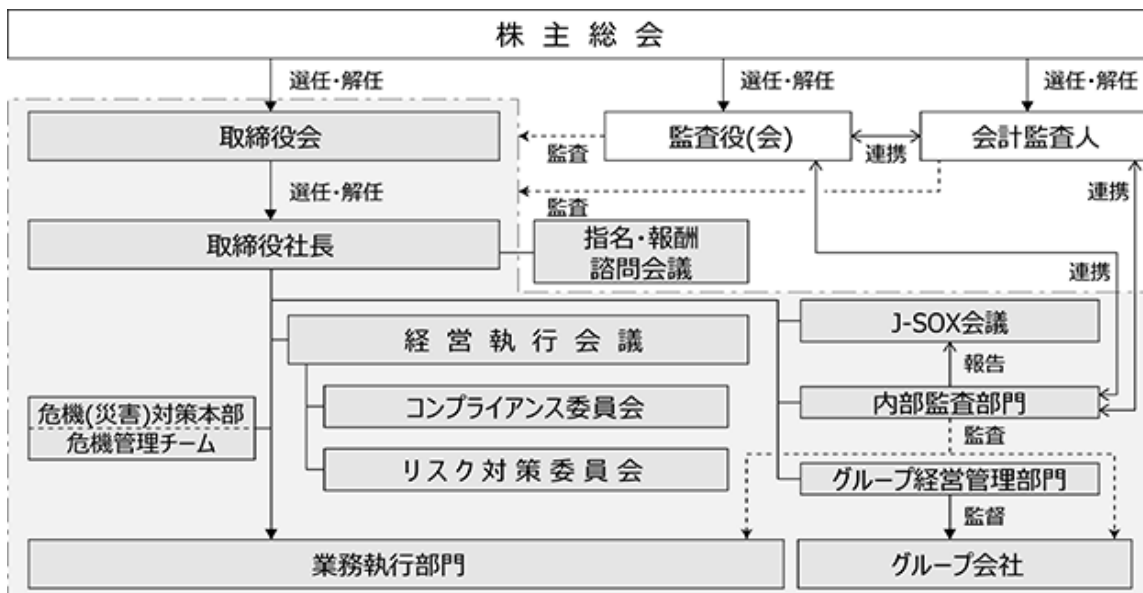 株主総会
選任・解任
選任・解任
選任・解任
取締役会
監査
監査役(会)
連携
会計監査人
選任・解任
監査
連携
取締役社長
指名・報酬
諮問会議
連携
経営執行会議
J-SOX会議
報告
コンプライアンス委員会
内部監査部門
危機(災害)対策本部
危機管理チーム
監査
リスク対策委員会
グループ経営管理部門
監督
業務執行部門
グループ会社